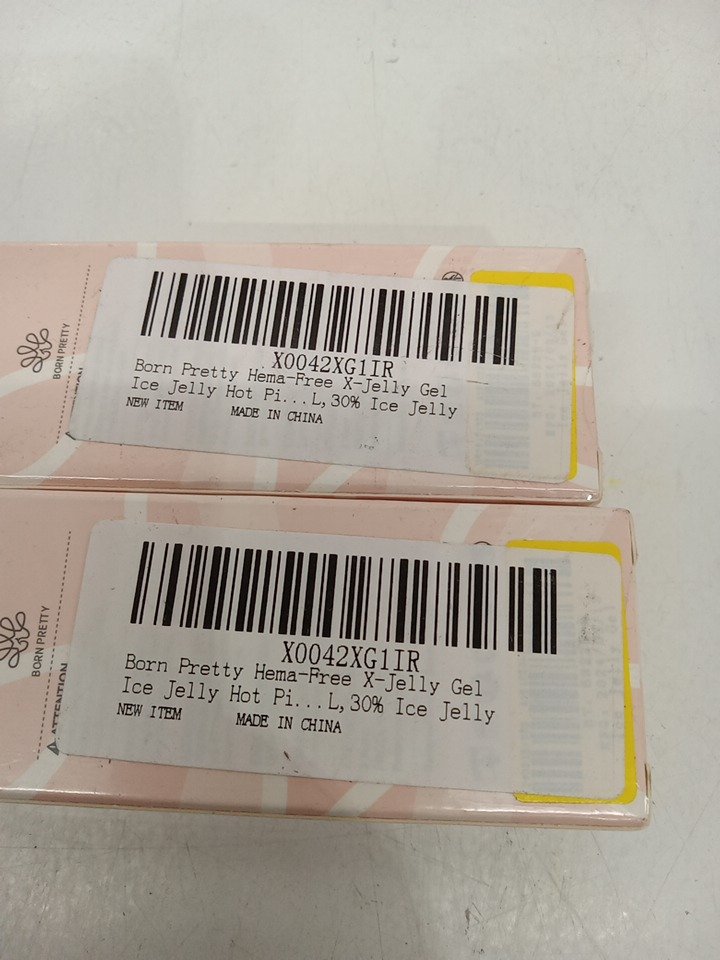 BORN PRETTY
X0042XG1IR
Born Pretty Hema-Free X-Jelly Gel
Ice Jelly Hot Pi...L, 30% Ice Jelly
NEW ITEM MADE IN CHINA
BORN PRETTY
ATTENTION
X0042XG1IR
Born Pretty Hema-Free X-Jelly Gel
Ice Jelly Hot Pi...L, 30% Ice Jelly
NEW ITEM MADE IN CHINA